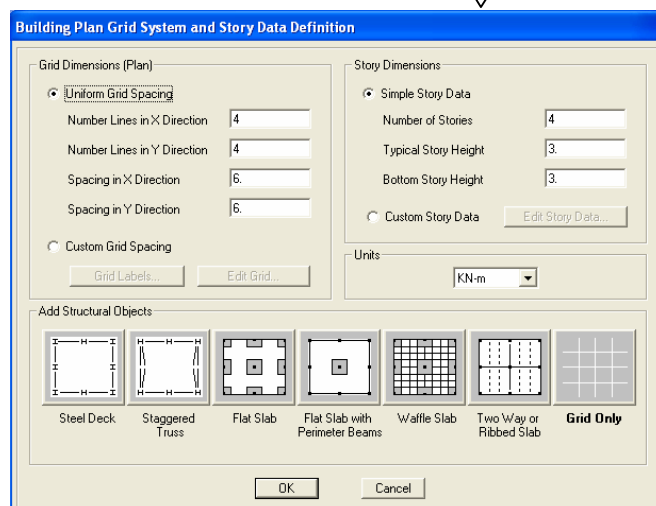 Building Plan Grid System and Story Data Definition
Grid Dimensions (Plan)
Uniform Grid Spacing
Number Lines in X Direction 4
Number Lines in Y Direction 4
Spacing in X Direction 6.
Spacing in Y Direction 6.
Custom Grid Spacing
Grid Labels... Edit Grid...
Story Dimensions
Simple Story Data
Number of Stories 4
Typical Story Height 3.
Bottom Story Height 3.
Custom Story Data Edit Story Data...
Units
KN-m
Add Structural Objects
Steel Deck
Staggered
Truss
Flat Slab
Flat Slab with
Perimeter Beams
Waffle Slab
Two Way or
Ribbed Slab
Grid Only
OK Cancel